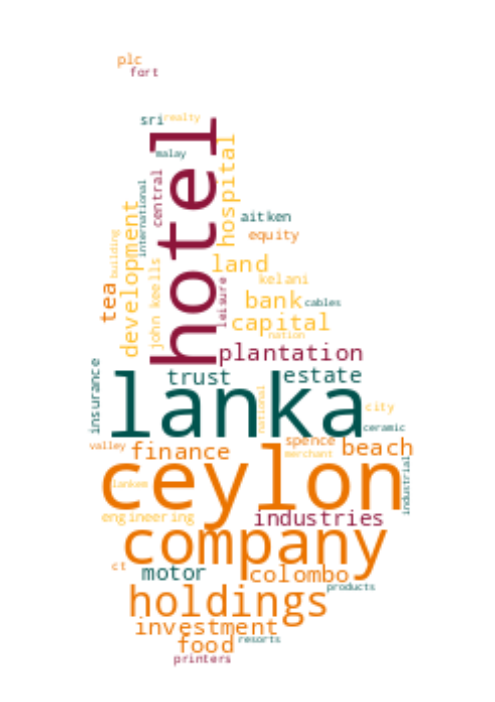 plc
fort
sri
realty
hotel
malay
hospital
central
international
development
aitken
equity
building
tea
land
john keells
kelani
leisure
bank
cables
capital
nation
plantation
insurance
trust
estate
lanka
national
city
ceramic
spence
valley
finance
merchant
beach
ceylon
industrial
lankem
engineering
industries
company
ct
motor
colombo
products
holdings
investment
food
resorts
printers